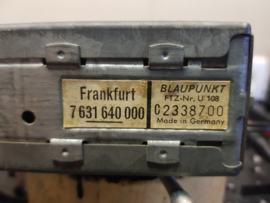 Frankfurt
7 631 640 000
BLAUPUNKT
FTZ-Nr. U 108
C2338700
Made in Germany